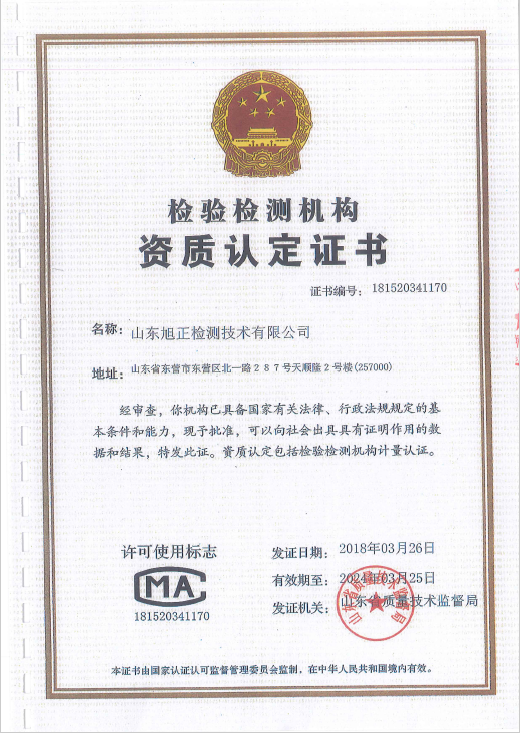 检验检测机构
资质认定证书
证书编号：181520341170
名称：山东旭正检测技术有限公司
地址：山东省东营市东营区北一路２８７号天顺隆２号楼(257000)
经审查，你机构已具备国家有关法律、行政法规规定的基
本条件和能力，现予批准，可以向社会出具具有证明作用的数
据和结果，特发此证。资质认定包括检验检测机构计量认证。
许可使用标志
MA
181520341170
发证日期：2018年03月26日
有效期至：2024年03月25日
发证机关：山东省质量技术监督局
山东省质量技术监督局
本证书由国家认证认可监督管理委员会监制，在中华人民共和国境内有效。